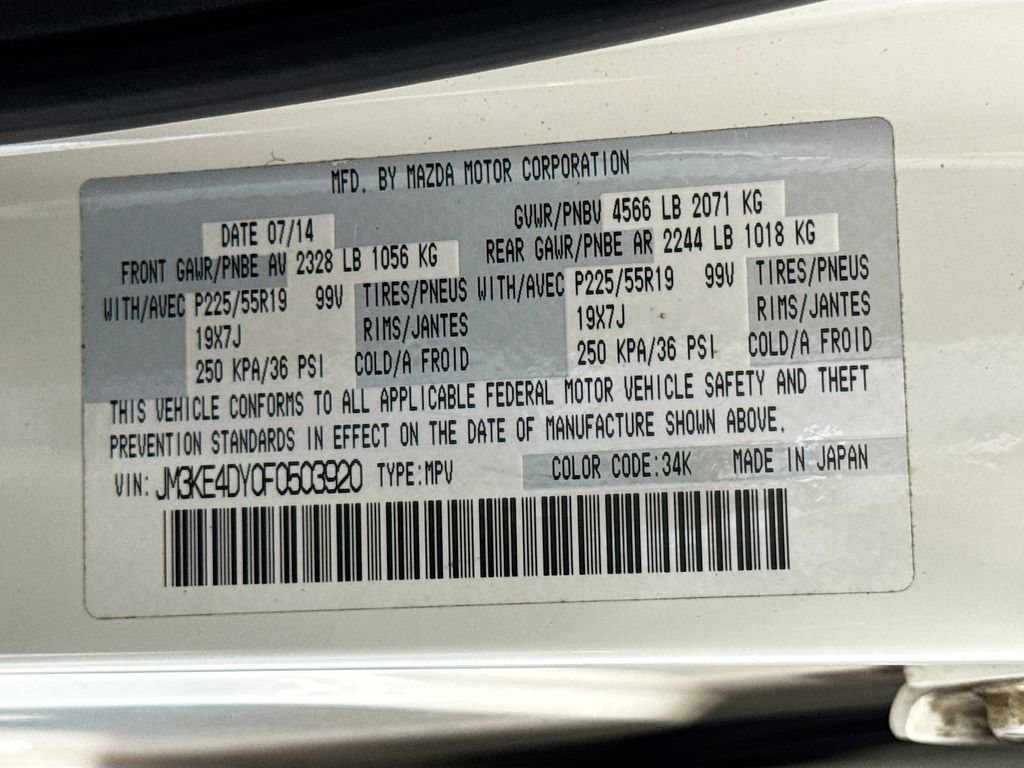 MFD. BY MAZDA MOTOR CORPORATION
DATE 07/14 GVWR/PNBV 4566 LB 2071 KG
FRONT GAWR/PNBE AV 2328 LB 1056 KG REAR GAWR/PNBE AR 2244 LB 1018 KG
WITH/AVEC P225/55R19 99V TIRES/PNEUS WITH/AVEC P225/55R19 99V TIRES/PNEUS
19X7J RIMS/JANTES 19X7J RIMS/JANTES
250 KPA/36 PSI COLD/A FROID 250 KPA/36 PSI COLD/A FROID
THIS VEHICLE CONFORMS TO ALL APPLICABLE FEDERAL MOTOR VEHICLE SAFETY AND THEFT
PREVENTION STANDARDS IN EFFECT ON THE DATE OF MANUFACTURE SHOWN ABOVE.
VIN: JM3KE4DY0F0503920 TYPE:MPV COLOR CODE:34K MADE IN JAPAN